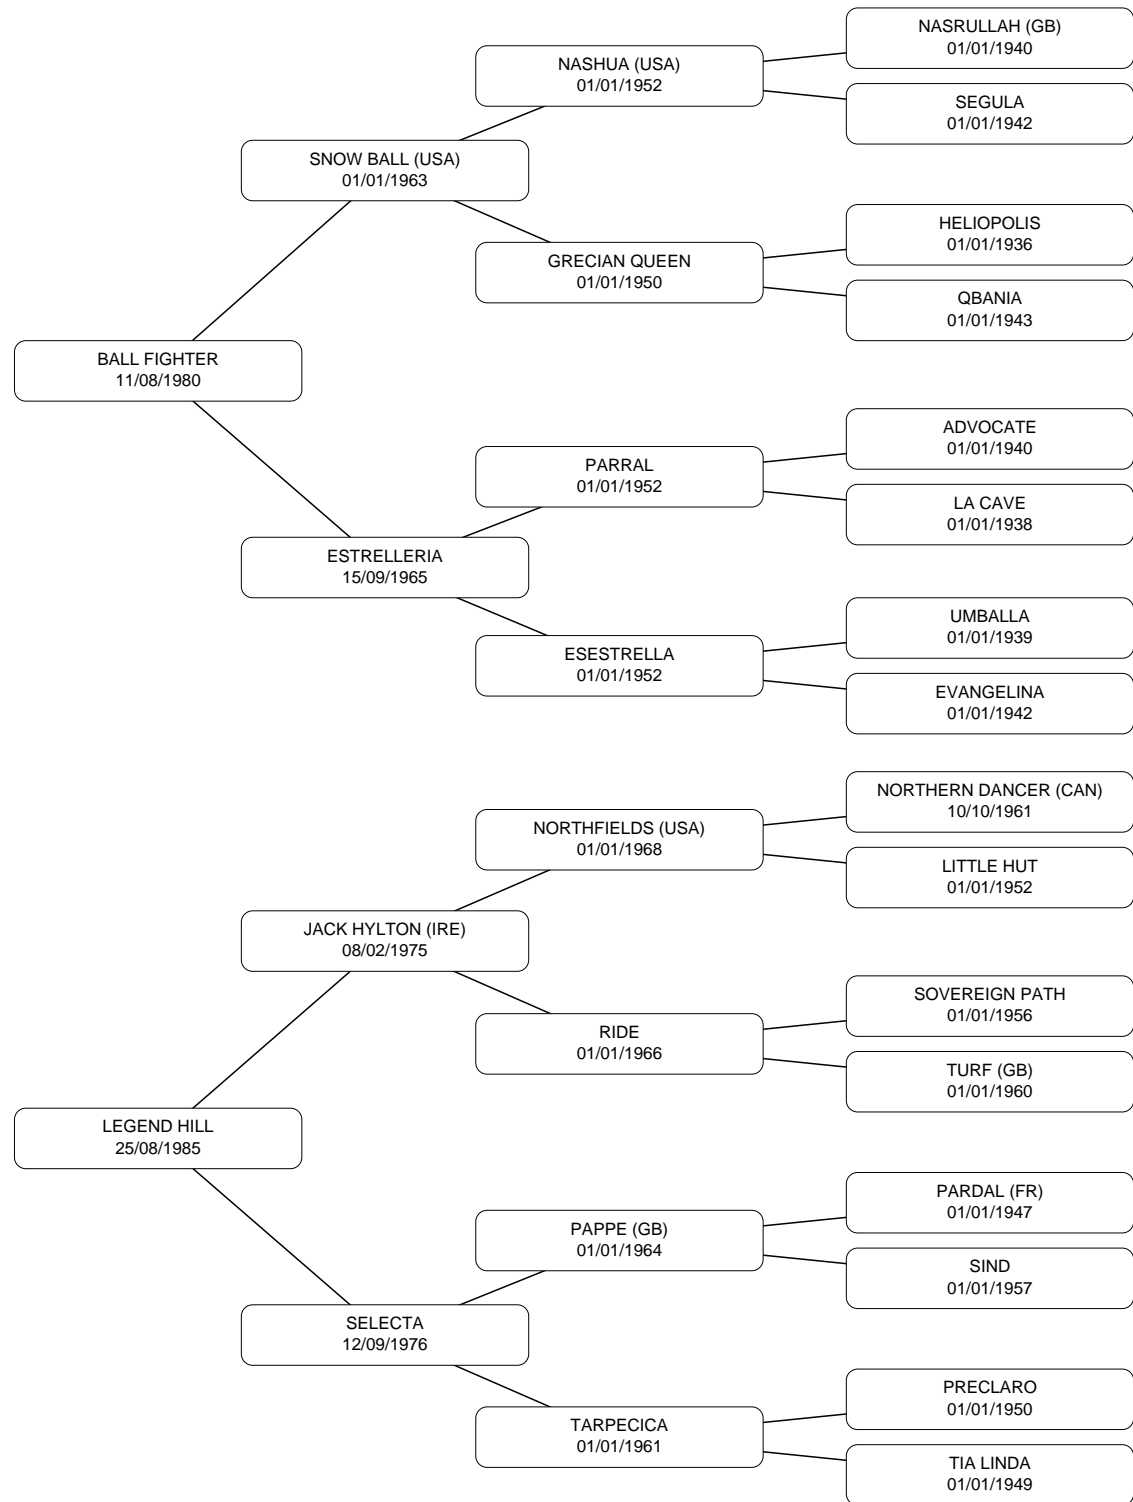 NASRULLAH (GB)
01/01/1940
NASHUA (USA)
01/01/1952
SEGULA
01/01/1942
SNOW BALL (USA)
01/01/1963
HELIOPOLIS
01/01/1936
GRECIAN QUEEN
01/01/1950
QBANIA
01/01/1943
BALL FIGHTER
11/08/1980
ADVOCATE
01/01/1940
PARRAL
01/01/1952
LA CAVE
01/01/1938
ESTRELLERIA
15/09/1965
UMBALLA
01/01/1939
ESESTRELLA
01/01/1952
EVANGELINA
01/01/1942
NORTHERN DANCER (CAN)
10/10/1961
NORTHFIELDS (USA)
01/01/1968
LITTLE HUT
01/01/1952
JACK HYLTON (IRE)
08/02/1975
SOVEREIGN PATH
01/01/1956
RIDE
01/01/1966
TURF (GB)
01/01/1960
LEGEND HILL
25/08/1985
PARDAL (FR)
01/01/1947
PAPPE (GB)
01/01/1964
SIND
01/01/1957
SELECTA
12/09/1976
PRECLARO
01/01/1950
TARPECICA
01/01/1961
TIA LINDA
01/01/1949